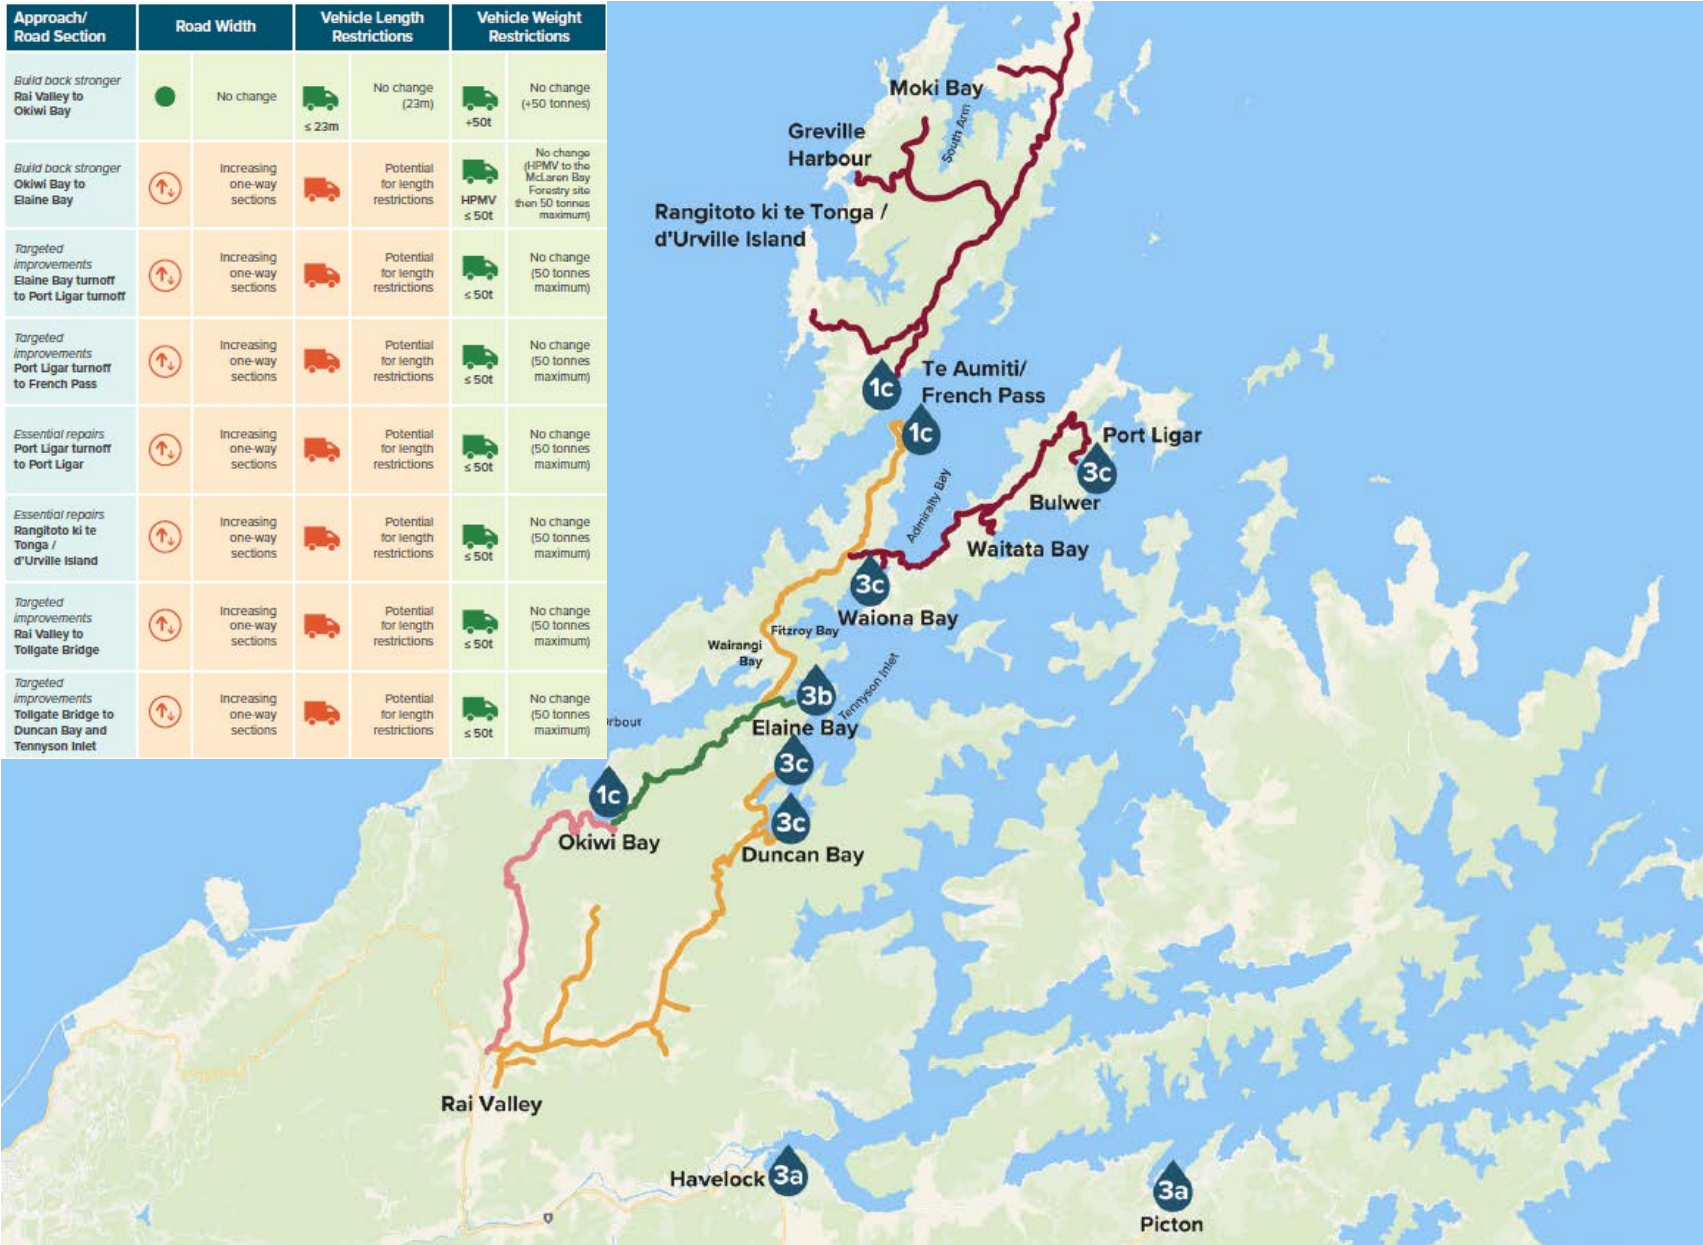 Approach/
Road Section
Road Width
Vehicle Length
Restrictions
Vehicle Weight
Restrictions
Build back stronger
Rai Valley to
Okiwi Bay
No change
≤ 23m
No change
(23m)
+50t
No change
(+50 tonnes)
Build back stronger
Okiwi Bay to
Elaine Bay
Increasing
one-way
sections
Potential
for length
restrictions
HPMV
≤ 50t
No change
(HPMV to the
McLaren Bay
Forestry site
then 50 tonnes
maximum)
Targeted
improvements
Elaine Bay turnoff
to Port Ligar turnoff
Increasing
one-way
sections
Potential
for length
restrictions
≤ 50t
No change
(50 tonnes
maximum)
Targeted
improvements
Port Ligar turnoff
to French Pass
Increasing
one-way
sections
Potential
for length
restrictions
≤ 50t
No change
(50 tonnes
maximum)
Essential repairs
Port Ligar turnoff
to Port Ligar
Increasing
one-way
sections
Potential
for length
restrictions
≤ 50t
No change
(50 tonnes
maximum)
Essential repairs
Rangitoto ki te
Tonga /
d'Urville Island
Increasing
one-way
sections
Potential
for length
restrictions
≤ 50t
No change
(50 tonnes
maximum)
Targeted
improvements
Rai Valley to
Tollgate Bridge
Increasing
one-way
sections
Potential
for length
restrictions
≤ 50t
No change
(50 tonnes
maximum)
Targeted
improvements
Tollgate Bridge to
Duncan Bay and
Tennyson Inlet
Increasing
one-way
sections
Potential
for length
restrictions
≤ 50t
No change
(50 tonnes
maximum)
Moki Bay
South Arm
Greville
Harbour
Rangitoto ki te Tonga /
d'Urville Island
1c
Te Aumiti/
French Pass
1c
Port Ligar
3c
Admiralty Bay
Bulwer
Waitata Bay
3c
Waiona Bay
Fitzroy Bay
Wairangi
Bay
Tennyson Inlet
3b
rbour
Elaine Bay
3c
1c
3c
Okiwi Bay
Duncan Bay
Rai Valley
Havelock
3a
3a
Picton